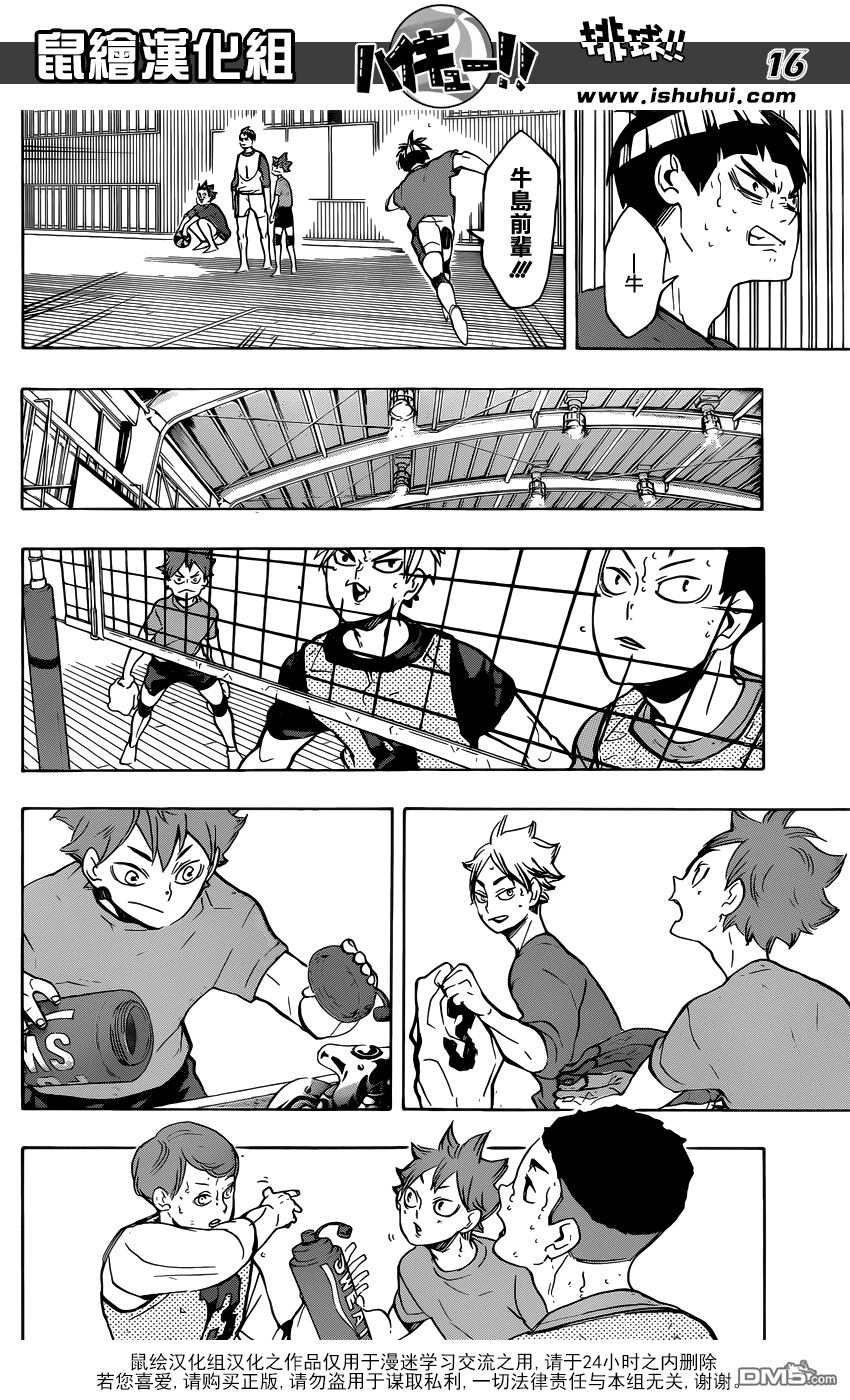 鼠繪漢化組
ハイキュー!!
排球!!
16
www.ishuhui.com
—牛
牛島前輩!!!
鼠绘汉化组汉化之作品仅用于漫迷学习交流之用, 请于24小时之内删除
若您喜爱, 请购买正版, 请勿盗用于谋取私利, 一切法律责任与本组无关, 谢谢。
DM5.com